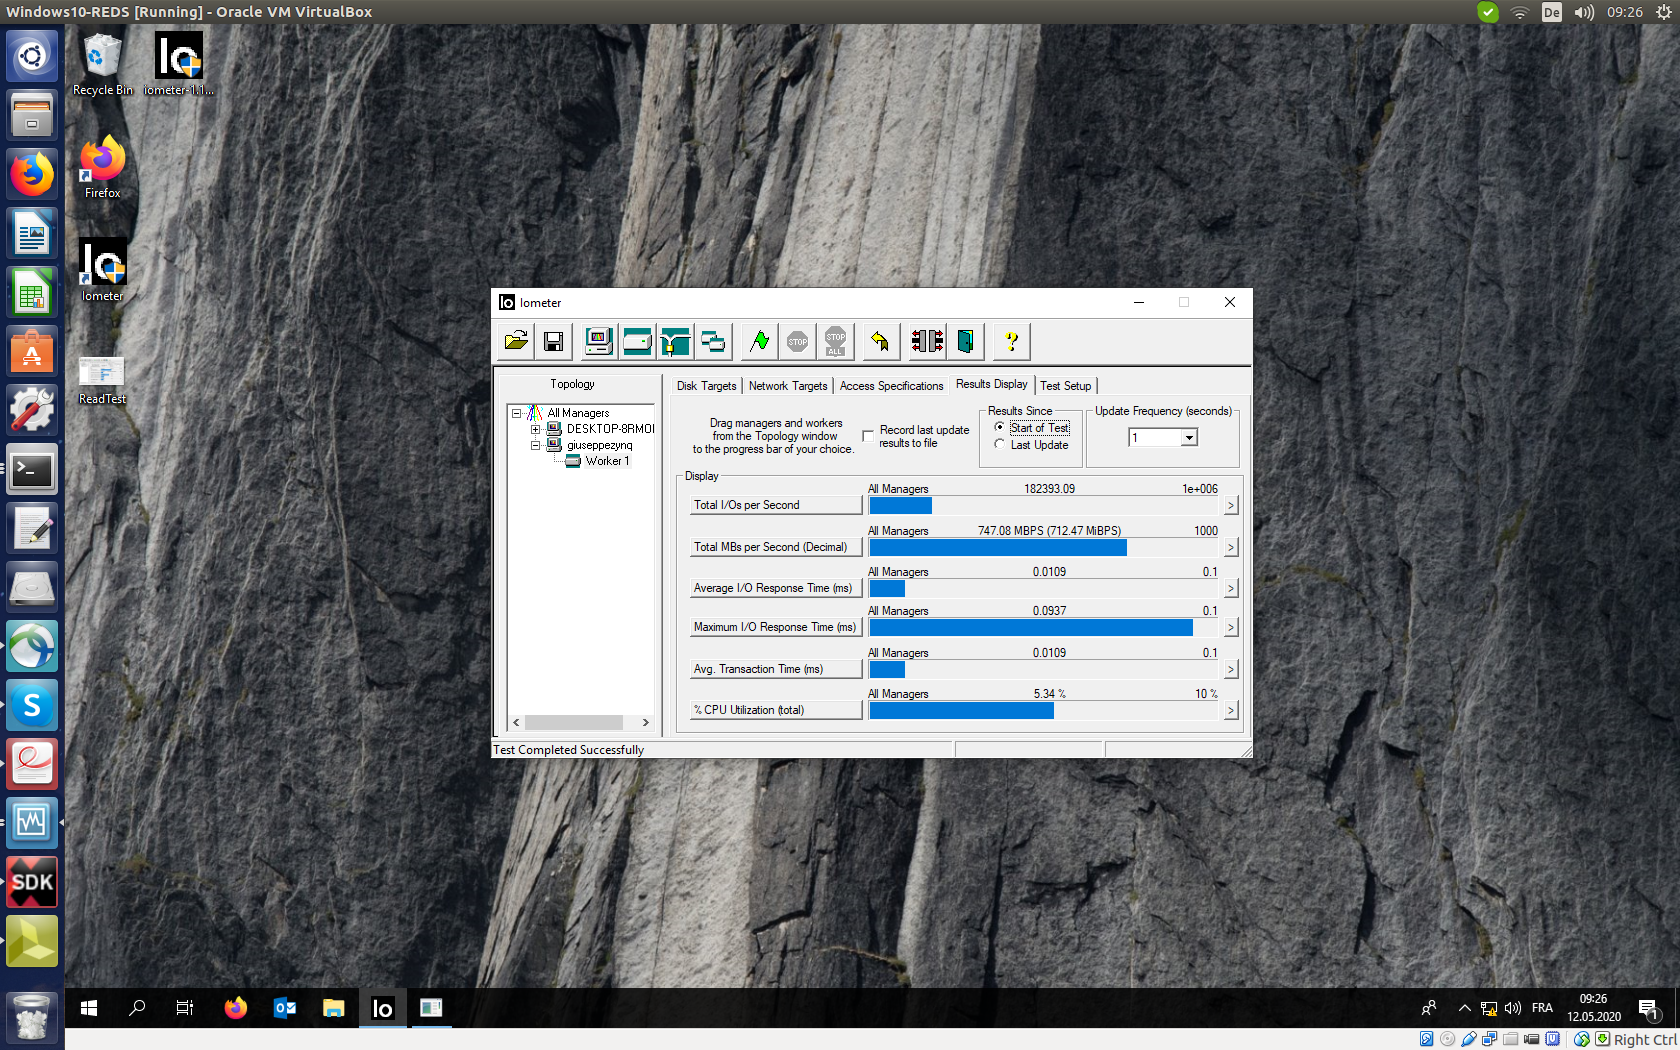 Windows10-REDS [Running] - Oracle VM VirtualBox
De
09:26
Recycle Bin
iometer-1.1...
Firefox
Iometer
ReadTest
SDK
Iometer
STOP
STOP ALL
?
Topology
All Managers
DESKTOP-8RMO
giuseppezynq
Worker 1
Disk Targets
Network Targets
Access Specifications
Results Display
Test Setup
Drag managers and workers
from the Topology window
to the progress bar of your choice.
Record last update
results to file
Results Since
Start of Test
Last Update
Update Frequency (seconds)
1
Display
All Managers 182393.09 1e+006
Total I/Os per Second
>
All Managers 747.08 MBPS (712.47 MiBPS) 1000
Total MBs per Second (Decimal)
>
All Managers 0.0109 0.1
Average I/O Response Time (ms)
>
All Managers 0.0937 0.1
Maximum I/O Response Time (ms)
>
All Managers 0.0109 0.1
Avg. Transaction Time (ms)
>
All Managers 5.34 % 10 %
% CPU Utilization (total)
>
Test Completed Successfully
FRA
09:26
12.05.2020
1
Right Ctrl